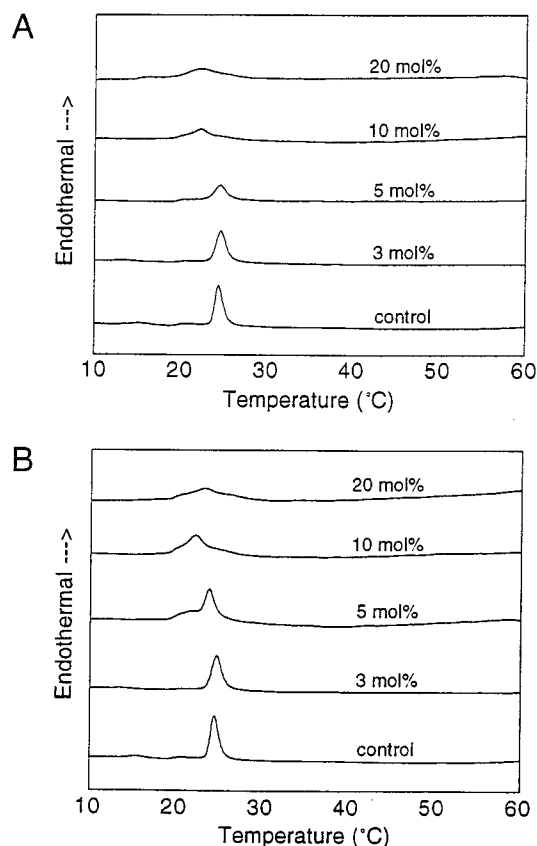 A
Endothermal --->
20 mol%
10 mol%
5 mol%
3 mol%
control
10 20 30 40 50 60
Temperature (°C)
B
Endothermal --->
20 mol%
10 mol%
5 mol%
3 mol%
control
10 20 30 40 50 60
Temperature (°C)